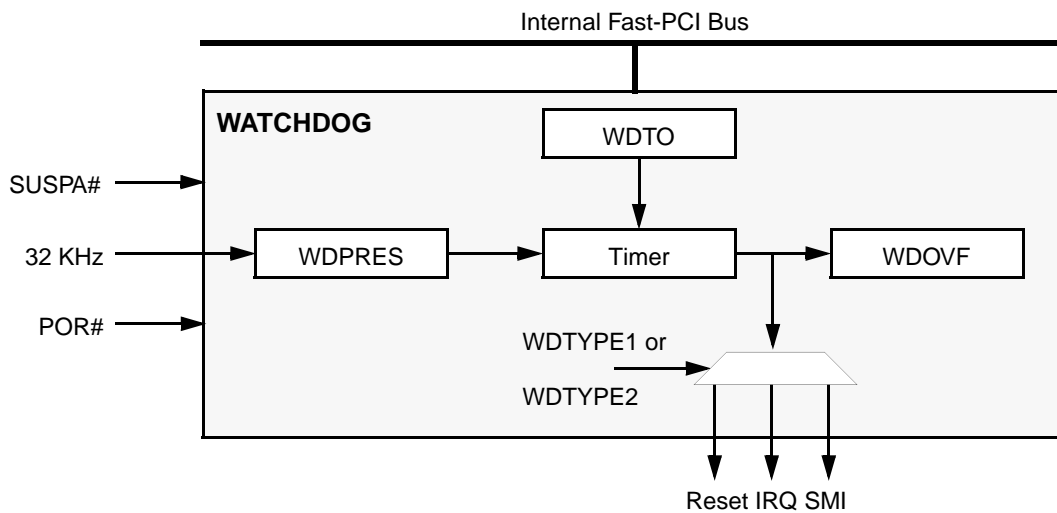 Internal Fast-PCI Bus
WATCHDOG
WDTO
SUSPA#
32 KHz
WDPRES
Timer
WDOVF
POR#
WDTYPE1 or
WDTYPE2
Reset IRQ SMI